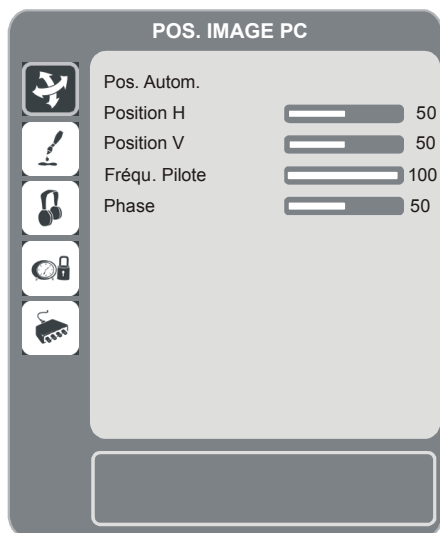 POS. IMAGE PC
Pos. Autom.
Position H 50
Position V 50
Fréqu. Pilote 100
Phase 50